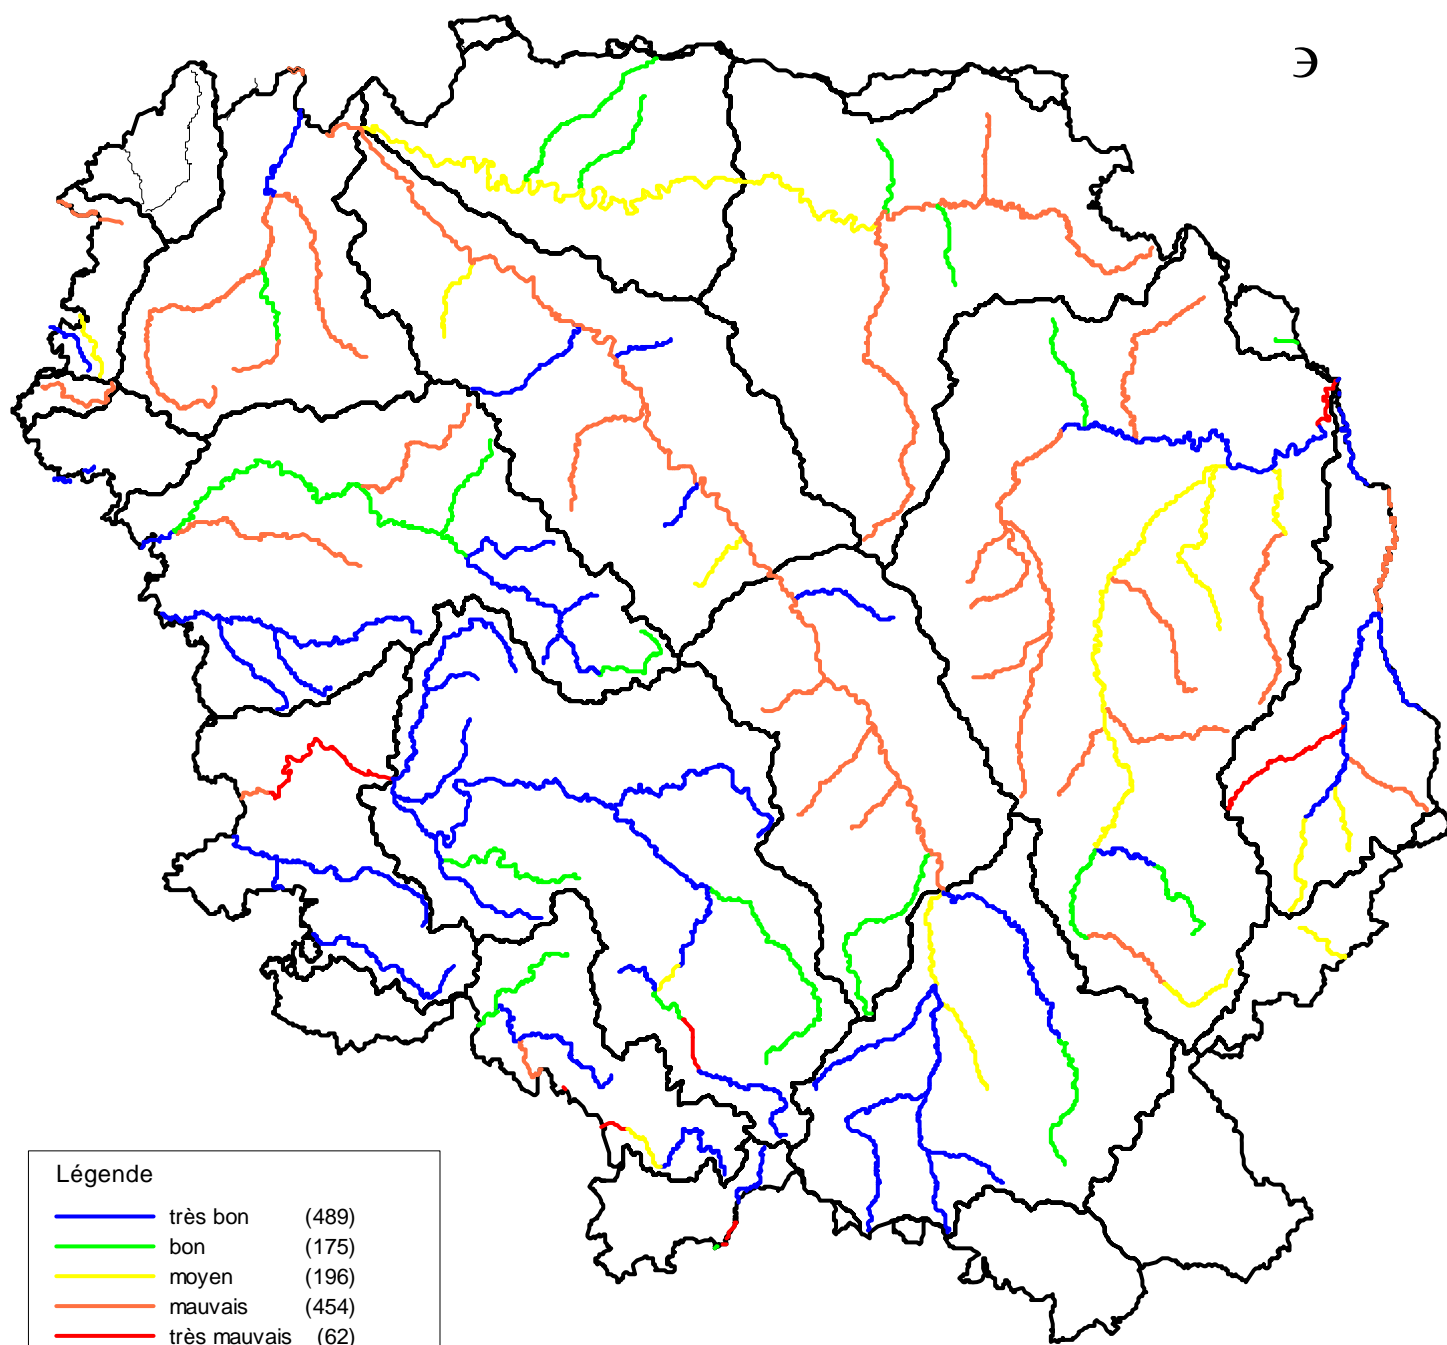 Légende
très bon (489)
bon (175)
moyen (196)
mauvais (454)
très mauvais (62)